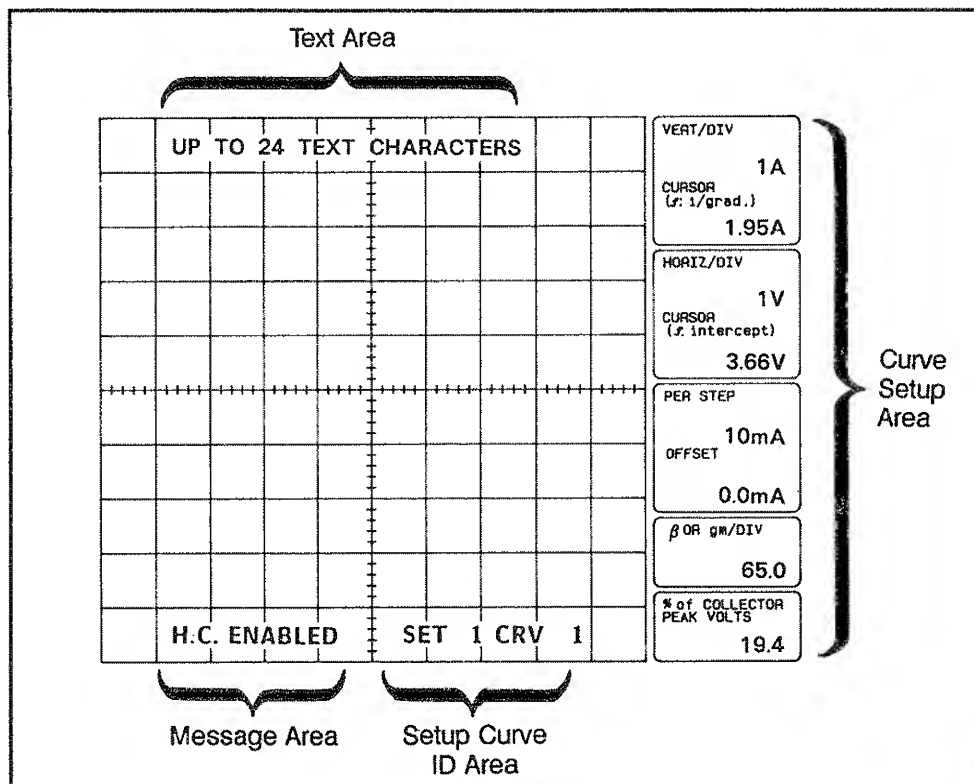 Text Area
UP TO 24 TEXT CHARACTERS
VERT/DIV
1A
CURSOR
(f: i/grad.)
1.95A
HORIZ/DIV
1V
CURSOR
(f: intercept)
3.66V
PER STEP
10mA
OFFSET
0.0mA
β OR gm/DIV
65.0
% of COLLECTOR
PEAK VOLTS
19.4
Curve
Setup
Area
H.C. ENABLED
SET 1 CRV 1
Message Area
Setup Curve
ID Area